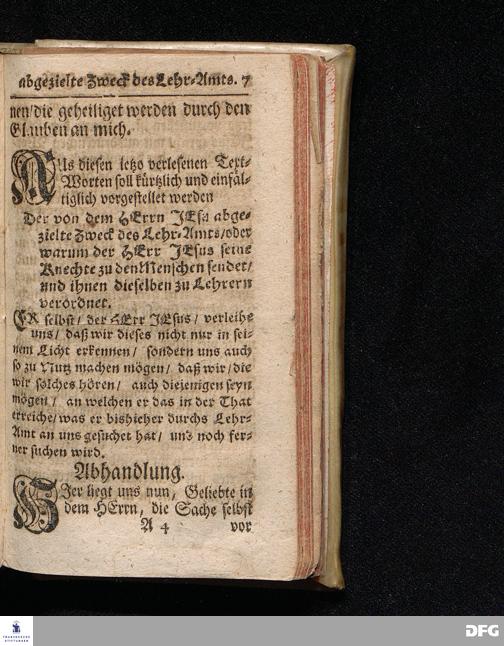 abgezielte Zweck des Lehr-Amts. 7
nen/die geheiliget werden durch den
Glauben an mich.
AUs diesen ietzo verlesenen Text-
Worten soll kürtzlich und einfäl-
tiglich vorgestellet werden
Der von dem HErrn JEsu abge-
zielte Zweck des Lehr-Amts/oder
warum der HErr JEsus seine
Knechte zu den Menschen sendet/
und ihnen dieselben zu Lehrern
verordnet.
ER selbst/ der HErr JEsus/ verleihe
uns/ daß wir dieses nicht nur in sei-
nem Licht erkennen/ sondern uns auch
so zu Nutz machen mögen/ daß wir/die
wir solches hören/ auch diejenigen seyn
mögen/ an welchen er das in der That
erreiche/was er bishieher durchs Lehr-
Amt an uns gesuchet hat/ und noch fer-
ner suchen wird.
Abhandlung.
HIer liegt uns nun, Geliebte in
dem HErrn, die Sache selbst
A 4 vor
FRANCKESCHE
STIFTUNGEN
DFG